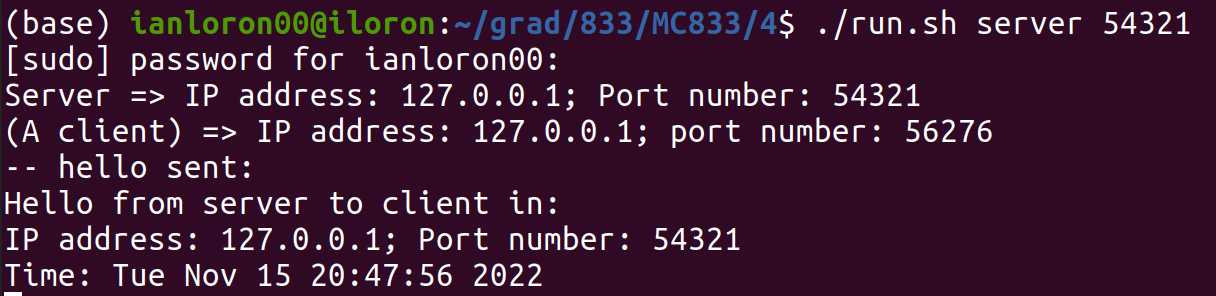 (base) ianloron00@iloron:~/grad/833/MC833/4$ ./run.sh server 54321
[sudo] password for ianloron00:
Server => IP address: 127.0.0.1; Port number: 54321
(A client) => IP address: 127.0.0.1; port number: 56276
-- hello sent:
Hello from server to client in:
IP address: 127.0.0.1; Port number: 54321
Time: Tue Nov 15 20:47:56 2022